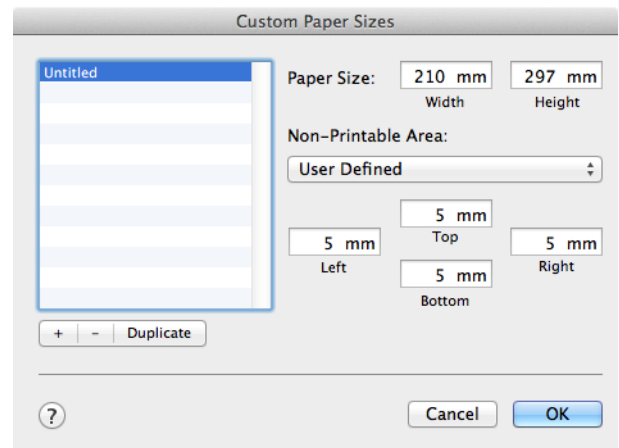 Custom Paper Sizes
Untitled
Paper Size:
210 mm
297 mm
Width
Height
Non-Printable Area:
User Defined
5 mm
Top
5 mm
5 mm
Left
Right
5 mm
Bottom
+
-
Duplicate
?
Cancel
OK